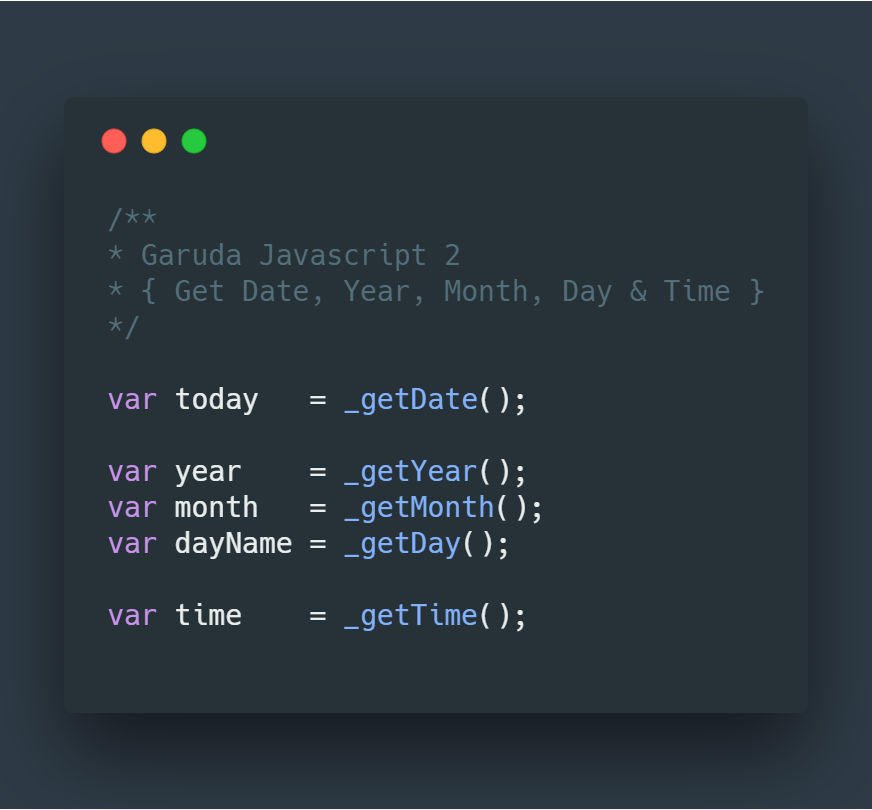 /**
* Garuda Javascript 2
* { Get Date, Year, Month, Day & Time }
*/
var today   = _getDate();
var year    = _getYear();
var month   = _getMonth();
var dayName = _getDay();
var time    = _getTime();